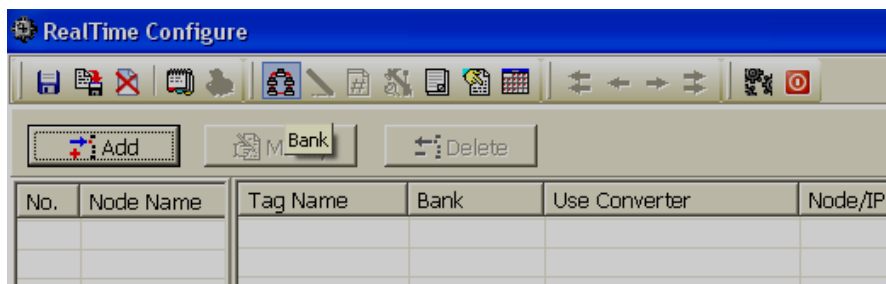 RealTime Configure
Add
Bank
Delete
No. Node Name Tag Name Bank Use Converter Node/IP